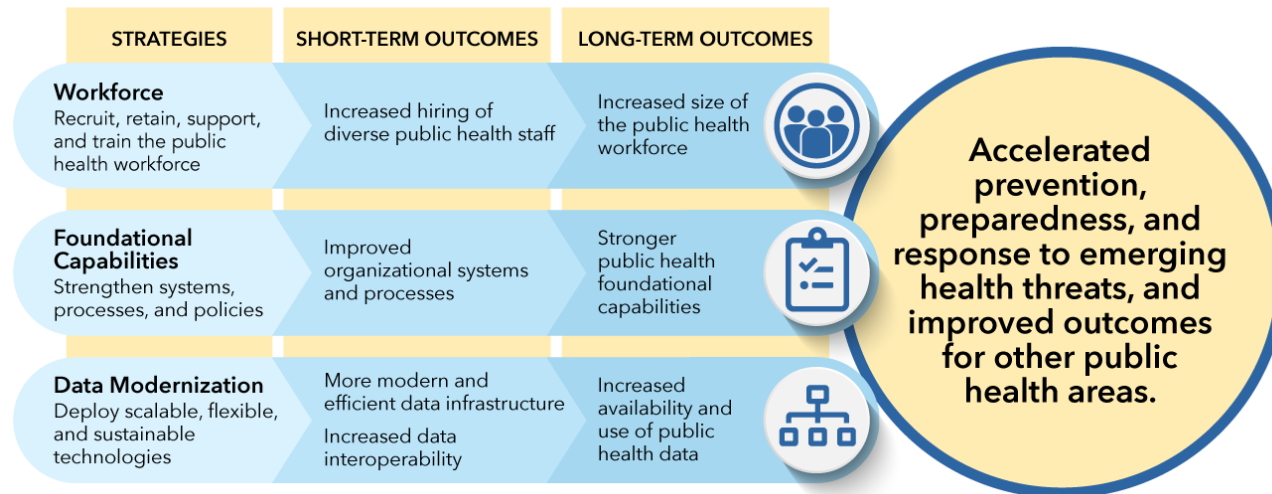 STRATEGIES
SHORT-TERM OUTCOMES
LONG-TERM OUTCOMES
Workforce
Recruit, retain, support,
and train the public
health workforce
Increased hiring of
diverse public health staff
Increased size of
the public health
workforce
Foundational
Capabilities
Strengthen systems,
processes, and policies
Improved
organizational systems
and processes
Stronger
public health
foundational
capabilities
Data Modernization
Deploy scalable, flexible,
and sustainable
technologies
More modern and
efficient data infrastructure
Increased data
interoperability
Increased
availability and
use of public
health data
Accelerated
prevention,
preparedness, and
response to emerging
health threats, and
improved outcomes
for other public
health areas.